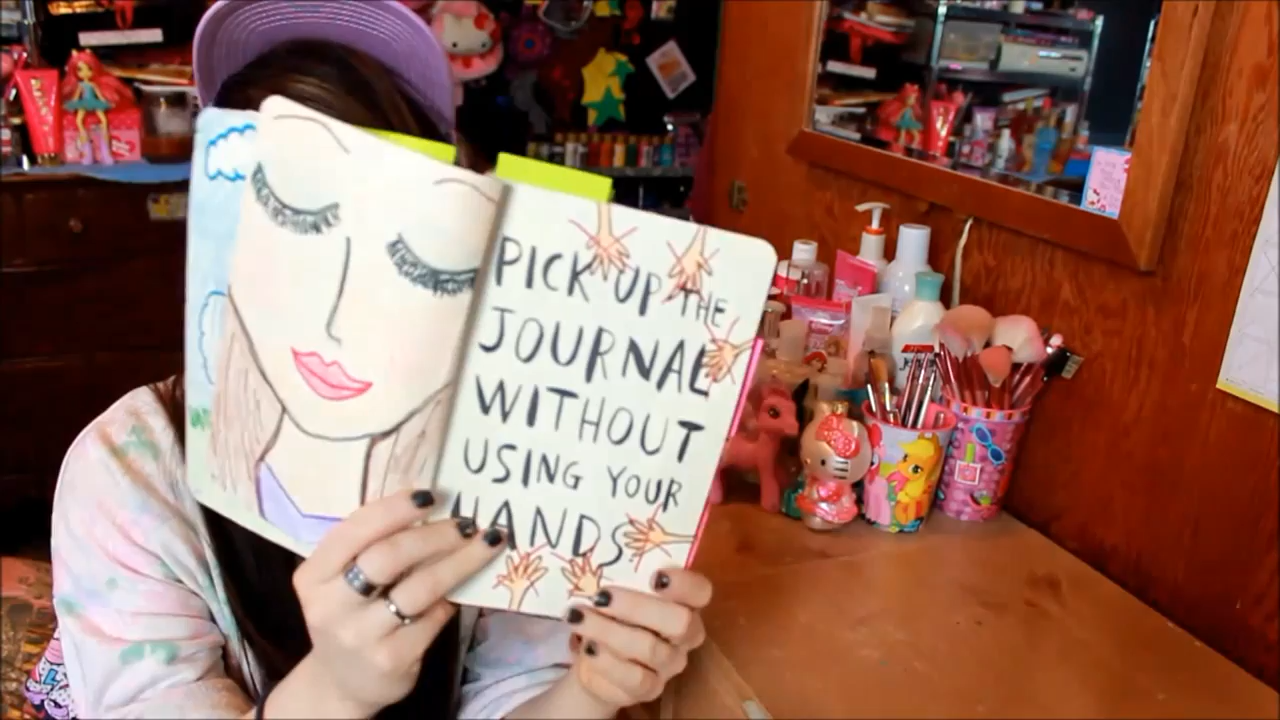 PICK UP THE
JOURNAL
WITHOUT
USING YOUR
HANDS